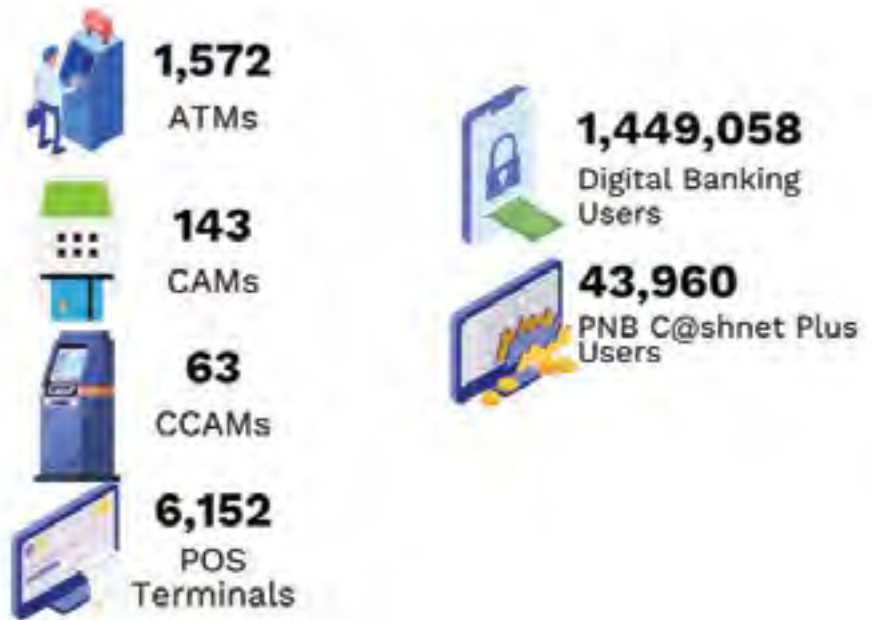 1,572
ATMs
143
CAMs
63
CCAMs
6,152
POS
Terminals
1,449,058
Digital Banking
Users
43,960
PNB C@shnet Plus
Users